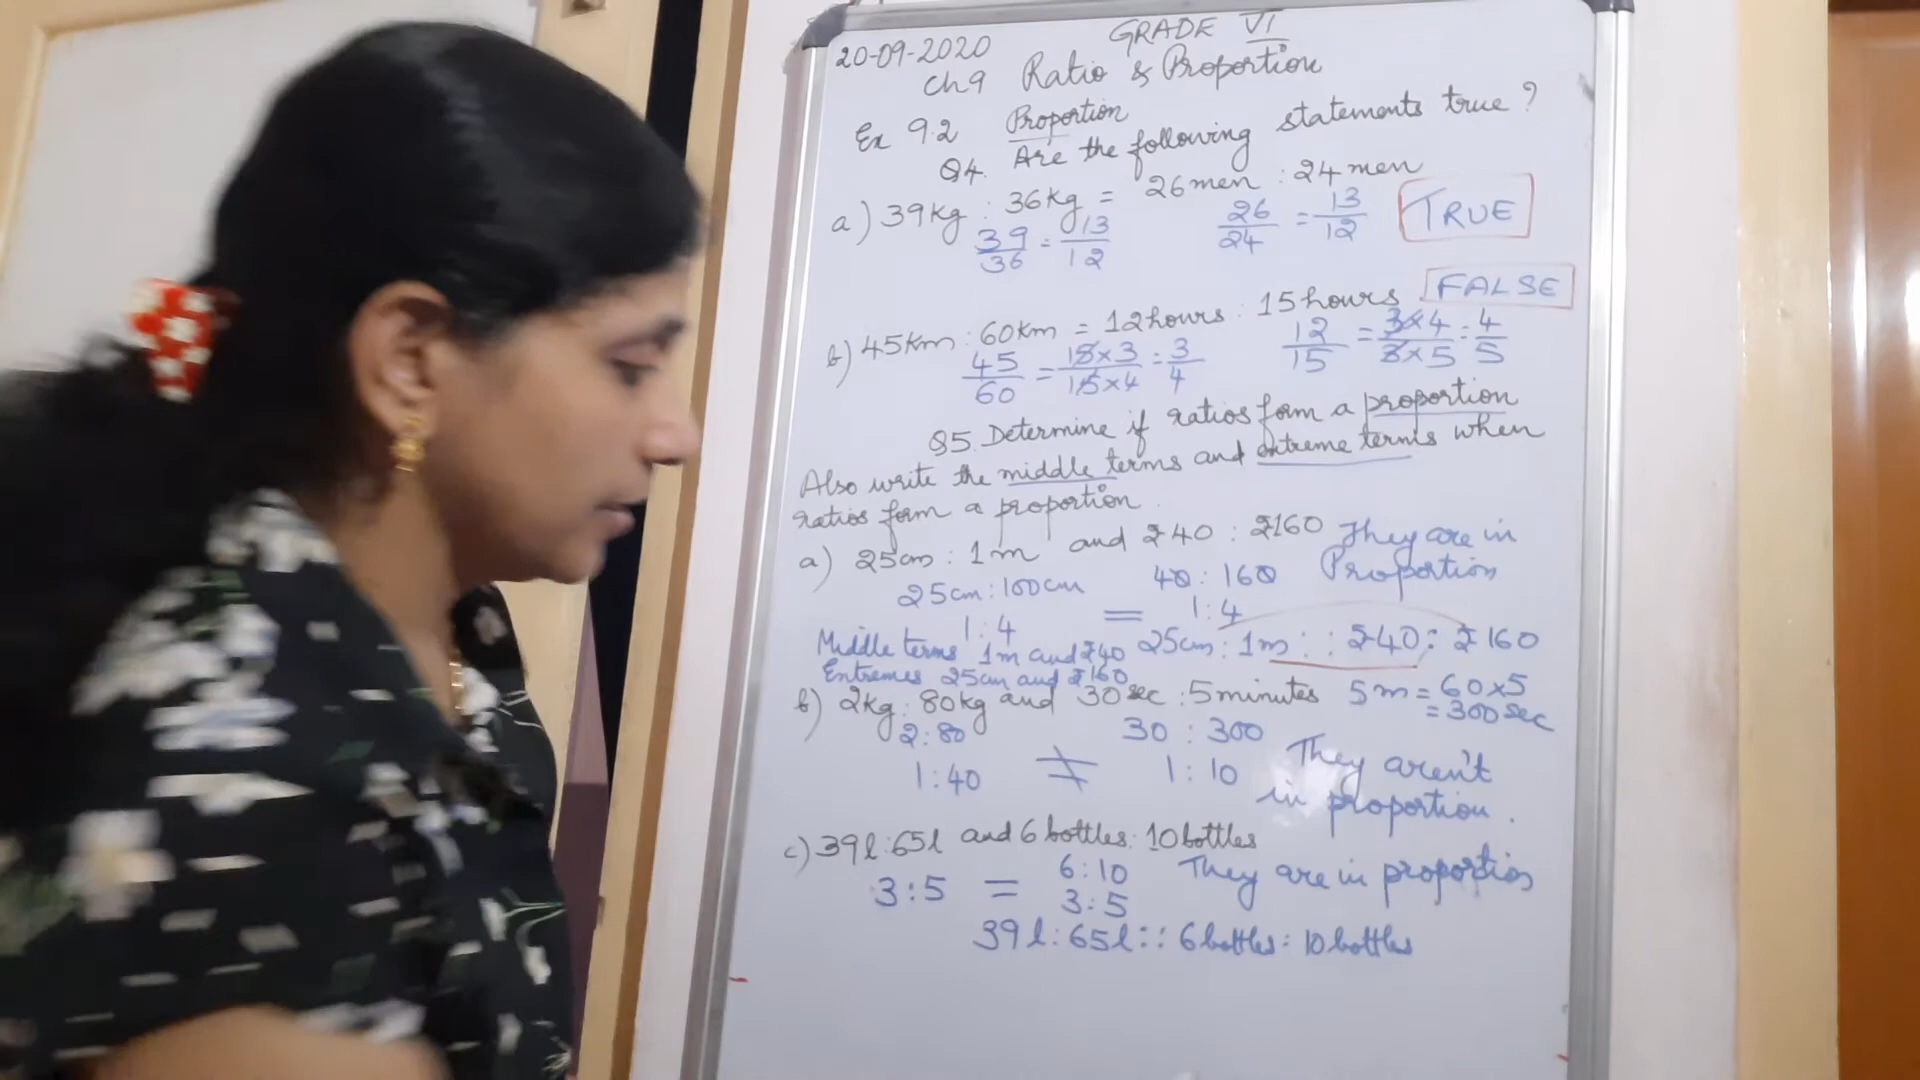 20-09-2020 GRADE VI
Ch9 Ratio & Proportion
Ex 9.2 Proportion
Q4. Are the following statements true?
a) 39kg : 36kg = 26men : 24men
39/36 = 13/12 26/24 = 13/12 TRUE
b) 45km : 60km = 12hours : 15hours FALSE
45/60 = 15×3/15×4 = 3/4 12/15 = 3×4/3×5 = 4/5
Q5. Determine if ratios form a proportion
Also write the middle terms and extreme terms when
ratios form a proportion.
a) 25cm : 1m and ₹40 : ₹160 They are in
25cm : 100cm 40 : 160 Proportion
1:4 = 1:4
Middle terms 1m and ₹40 25cm : 1m :: ₹40 : ₹160
Extremes 25cm and ₹160
b) 2kg : 80kg and 30sec : 5minutes 5m = 60×5
= 300sec
2:80 30 : 300
1:40 ≠ 1:10 They aren't
in proportion.
c) 39l : 65l and 6 bottles : 10 bottles
6:10 They are in proportion
3:5 = 3:5
39l : 65l :: 6 bottles : 10 bottles